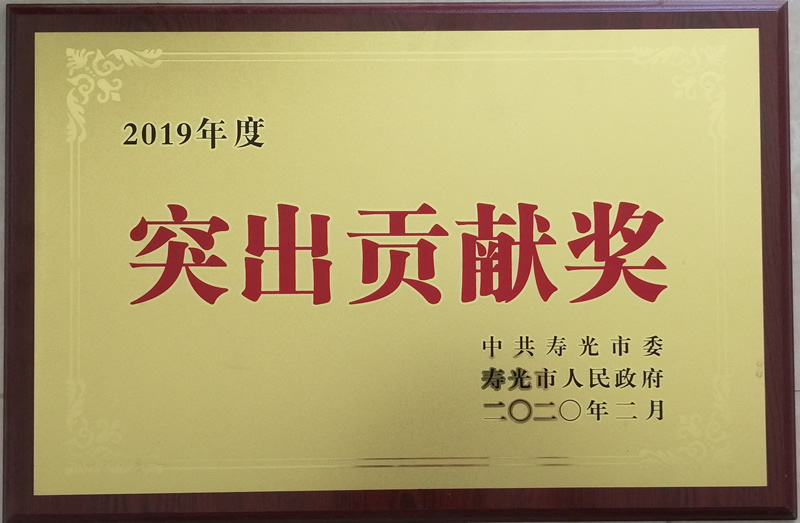 2019年度
突出贡献奖
中共寿光市委
寿光市人民政府
二〇二〇年二月